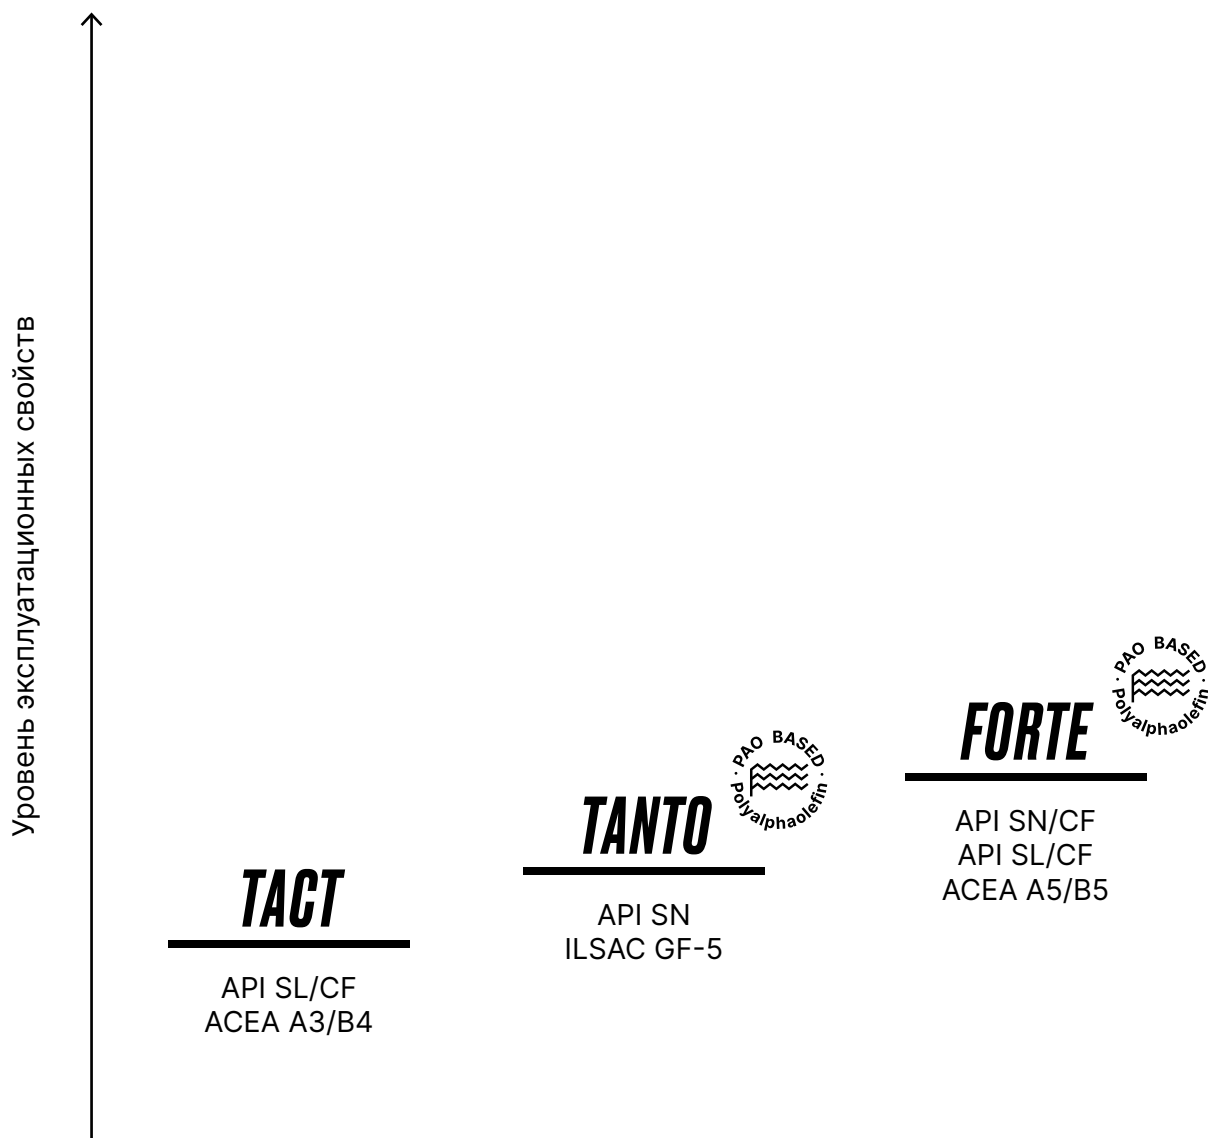 Уровень эксплуатационных свойств
TACT
API SL/CF
ACEA A3/B4
TANTO
· PAO BASED ·
Polyalphaolefin
API SN
ILSAC GF-5
FORTE
· PAO BASED ·
Polyalphaolefin
API SN/CF
API SL/CF
ACEA A5/B5